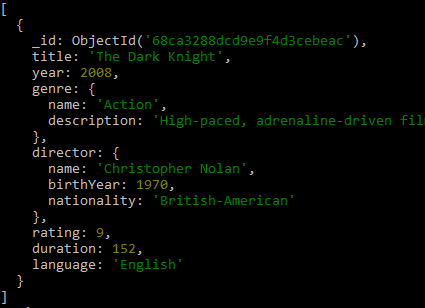 [
{
_id: ObjectId('68ca3288dcd9e9f4d3cebeac'),
title: 'The Dark Knight',
year: 2008,
genre: {
name: 'Action',
description: 'High-paced, adrenaline-driven fil
},
director: {
name: 'Christopher Nolan',
birthYear: 1970,
nationality: 'British-American'
},
rating: 9,
duration: 152,
language: 'English'
}
]